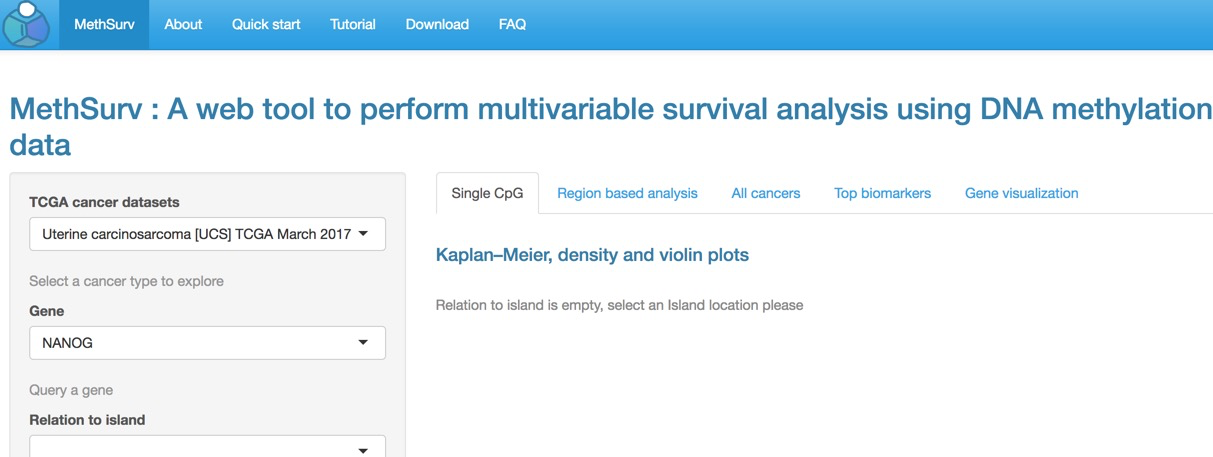 MethSurv About Quick start Tutorial Download FAQ
MethSurv : A web tool to perform multivariable survival analysis using DNA methylation
data
TCGA cancer datasets
Uterine carcinosarcoma [UCS] TCGA March 2017
Select a cancer type to explore
Gene
NANOG
Query a gene
Relation to island
Single CpG Region based analysis All cancers Top biomarkers Gene visualization
Kaplan–Meier, density and violin plots
Relation to island is empty, select an Island location please